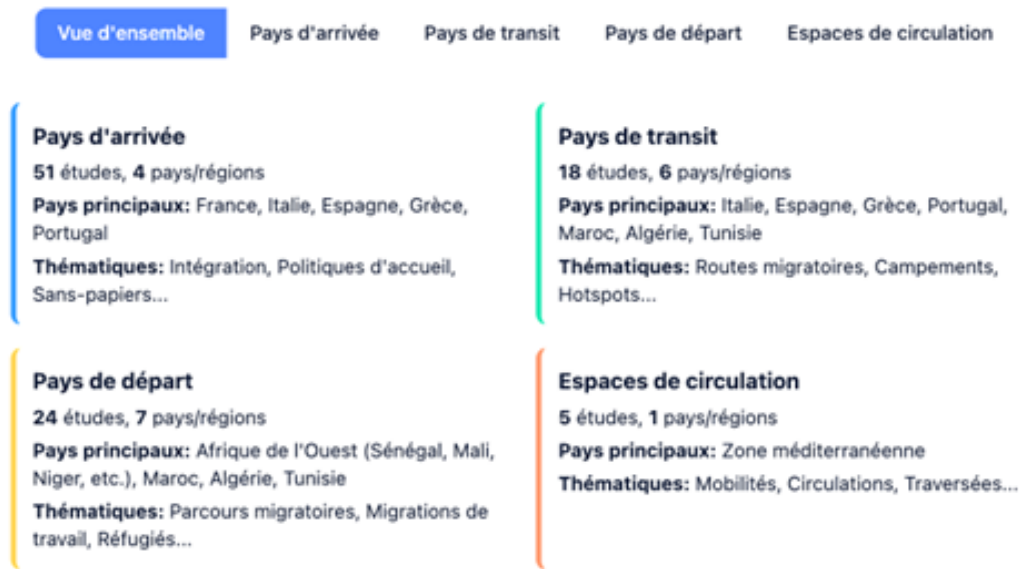 Vue d'ensemble Pays d'arrivée Pays de transit Pays de départ Espaces de circulation
Pays d'arrivée
51 études, 4 pays/régions
Pays principaux: France, Italie, Espagne, Grèce,
Portugal
Thématiques: Intégration, Politiques d'accueil,
Sans-papiers...
Pays de transit
18 études, 6 pays/régions
Pays principaux: Italie, Espagne, Grèce, Portugal,
Maroc, Algérie, Tunisie
Thématiques: Routes migratoires, Campements,
Hotspots...
Pays de départ
24 études, 7 pays/régions
Pays principaux: Afrique de l'Ouest (Sénégal, Mali,
Niger, etc.), Maroc, Algérie, Tunisie
Thématiques: Parcours migratoires, Migrations de
travail, Réfugiés...
Espaces de circulation
5 études, 1 pays/régions
Pays principaux: Zone méditerranéenne
Thématiques: Mobilités, Circulations, Traversées...